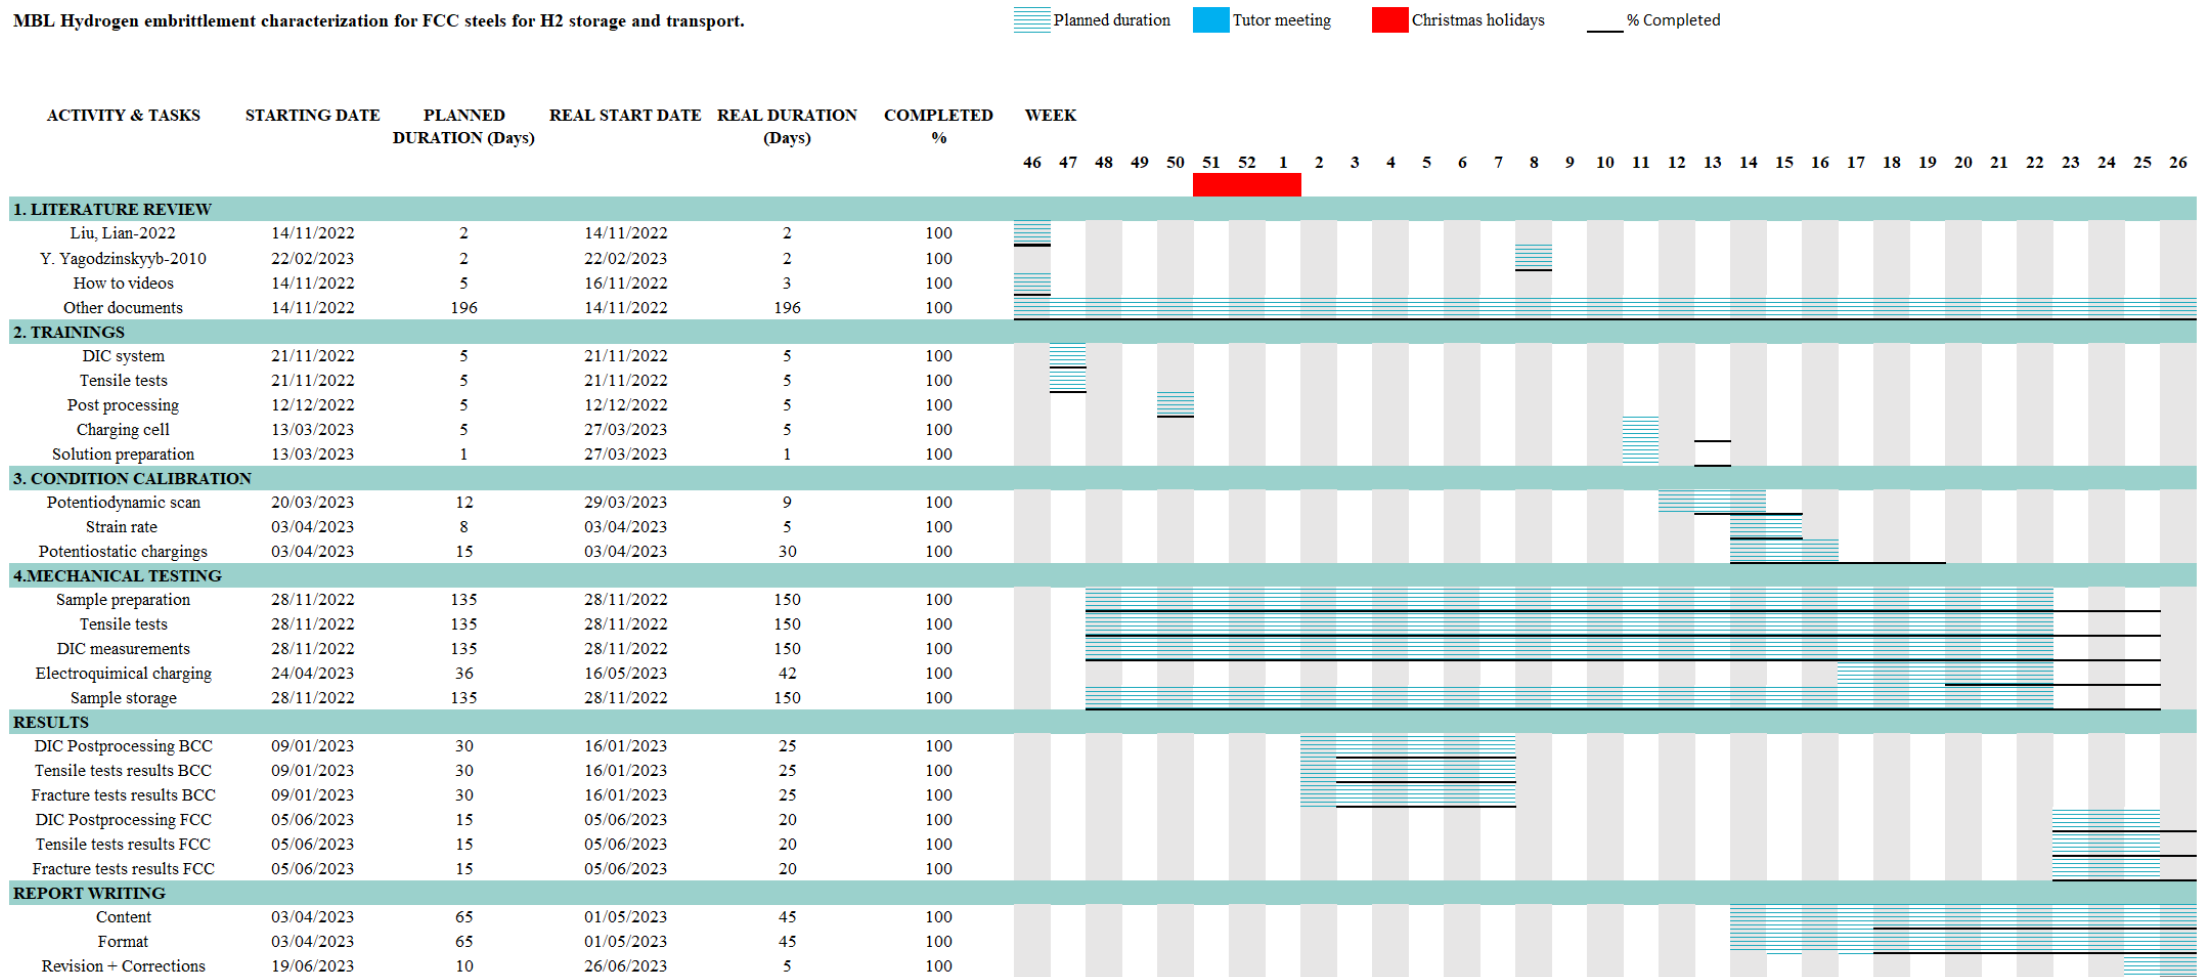 MBL Hydrogen embrittlement characterization for FCC steels for H2 storage and transport.
Planned duration Tutor meeting Christmas holidays % Completed
ACTIVITY & TASKS STARTING DATE PLANNED REAL START DATE REAL DURATION COMPLETED WEEK
DURATION (Days) (Days) %
46 47 48 49 50 51 52 1 2 3 4 5 6 7 8 9 10 11 12 13 14 15 16 17 18 19 20 21 22 23 24 25 26
1. LITERATURE REVIEW
Liu, Lian-2022 14/11/2022 2 14/11/2022 2 100
Y. Yagodzinskyyb-2010 22/02/2023 2 22/02/2023 2 100
How to videos 14/11/2022 5 16/11/2022 3 100
Other documents 14/11/2022 196 14/11/2022 196 100
2. TRAININGS
DIC system 21/11/2022 5 21/11/2022 5 100
Tensile tests 21/11/2022 5 21/11/2022 5 100
Post processing 12/12/2022 5 12/12/2022 5 100
Charging cell 13/03/2023 5 27/03/2023 5 100
Solution preparation 13/03/2023 1 27/03/2023 1 100
3. CONDITION CALIBRATION
Potentiodynamic scan 20/03/2023 12 29/03/2023 9 100
Strain rate 03/04/2023 8 03/04/2023 5 100
Potentiostatic chargings 03/04/2023 15 03/04/2023 30 100
4.MECHANICAL TESTING
Sample preparation 28/11/2022 135 28/11/2022 150 100
Tensile tests 28/11/2022 135 28/11/2022 150 100
DIC measurements 28/11/2022 135 28/11/2022 150 100
Electroquimical charging 24/04/2023 36 16/05/2023 42 100
Sample storage 28/11/2022 135 28/11/2022 150 100
RESULTS
DIC Postprocessing BCC 09/01/2023 30 16/01/2023 25 100
Tensile tests results BCC 09/01/2023 30 16/01/2023 25 100
Fracture tests results BCC 09/01/2023 30 16/01/2023 25 100
DIC Postprocessing FCC 05/06/2023 15 05/06/2023 20 100
Tensile tests results FCC 05/06/2023 15 05/06/2023 20 100
Fracture tests results FCC 05/06/2023 15 05/06/2023 20 100
REPORT WRITING
Content 03/04/2023 65 01/05/2023 45 100
Format 03/04/2023 65 01/05/2023 45 100
Revision + Corrections 19/06/2023 10 26/06/2023 5 100